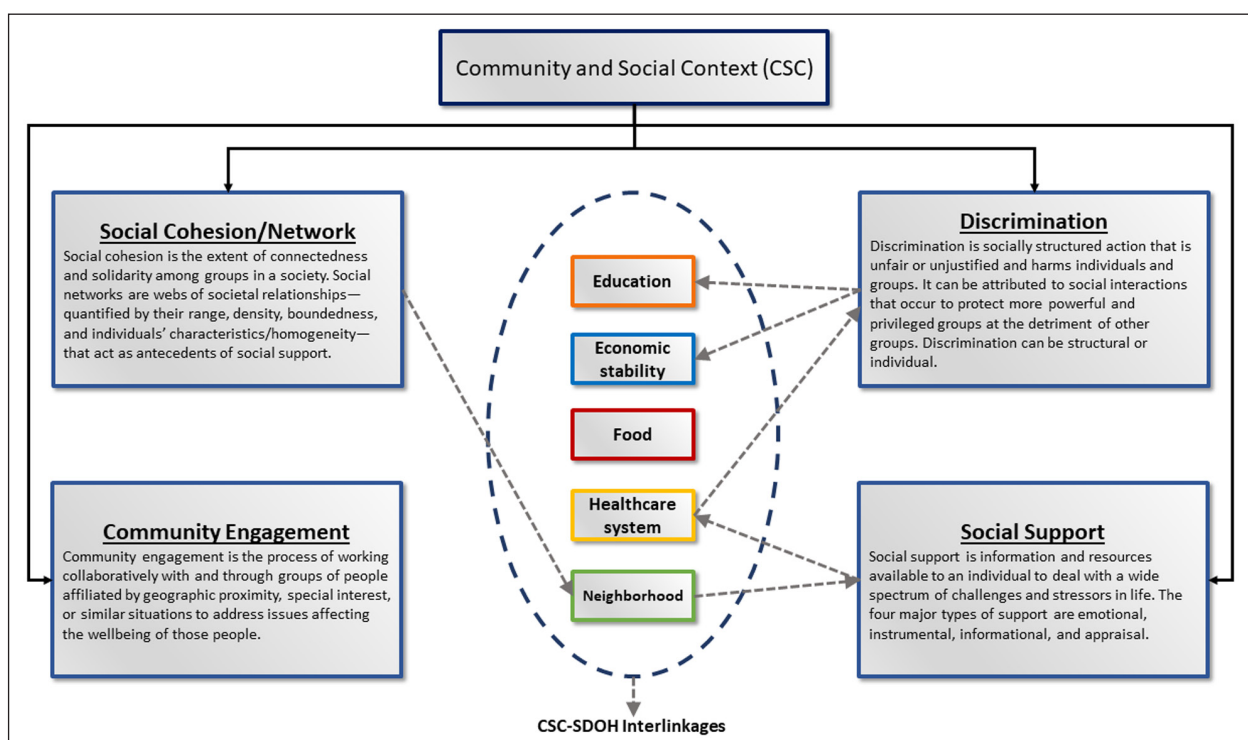 Community and Social Context (CSC)
Social Cohesion/Network
Social cohesion is the extent of connectedness
and solidarity among groups in a society. Social
networks are webs of societal relationships—
quantified by their range, density, boundedness,
and individuals' characteristics/homogeneity—
that act as antecedents of social support.
Discrimination
Discrimination is socially structured action that is
unfair or unjustified and harms individuals and
groups. It can be attributed to social interactions
that occur to protect more powerful and
privileged groups at the detriment of other
groups. Discrimination can be structural or
individual.
Education
Economic
stability
Food
Healthcare
system
Neighborhood
Community Engagement
Community engagement is the process of working
collaboratively with and through groups of people
affiliated by geographic proximity, special interest,
or similar situations to address issues affecting
the wellbeing of those people.
Social Support
Social support is information and resources
available to an individual to deal with a wide
spectrum of challenges and stressors in life. The
four major types of support are emotional,
instrumental, informational, and appraisal.
CSC-SDOH Interlinkages